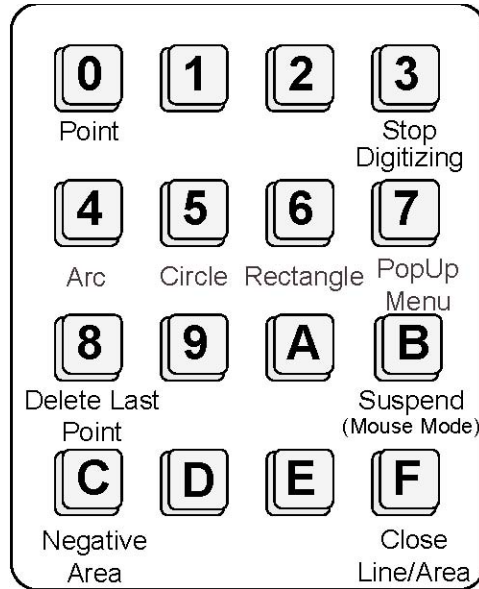 0 1 2 3
Point Stop
Digitizing
4 5 6 7
Arc Circle Rectangle PopUp
Menu
8 9 A B
Delete Last Suspend
Point (Mouse Mode)
C D E F
Negative Close
Area Line/Area